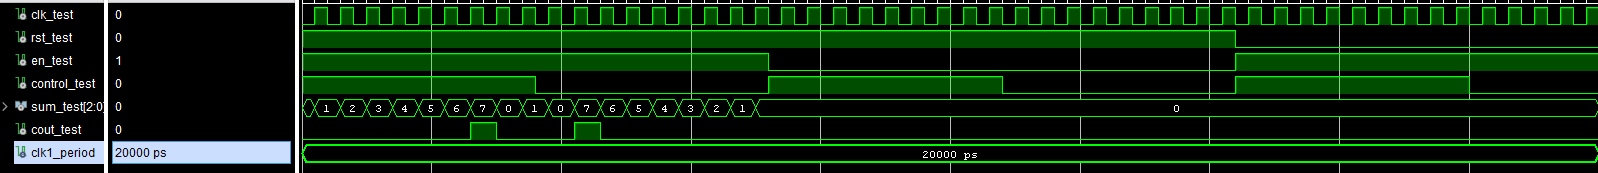 clk_test 0
rst_test 0
en_test 1
control_test 0
sum_test[2:0] 0 1 2 3 4 5 6 7 0 1 0 7 6 5 4 3 2 1 0
cout_test 0
clk1_period 20000 ps 20000 ps